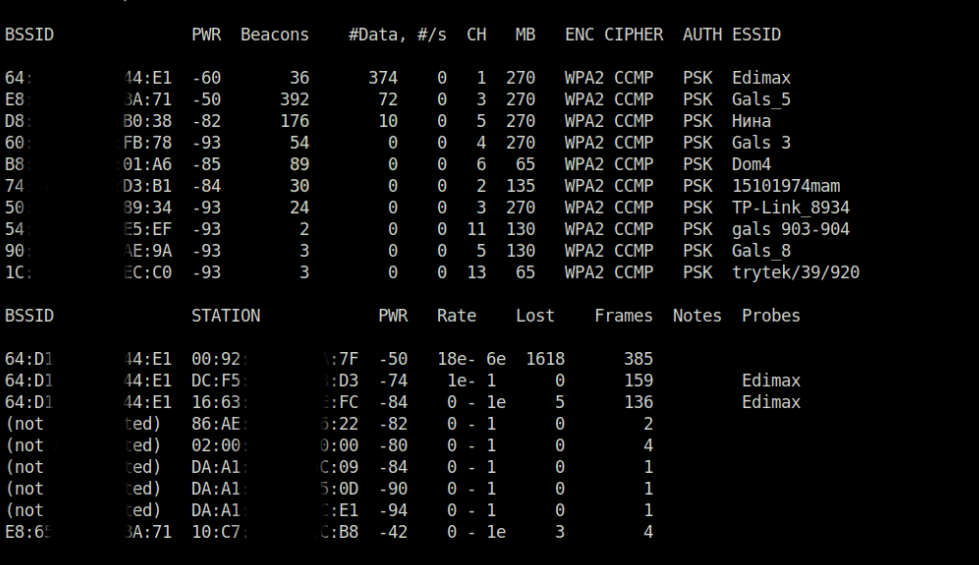 BSSID PWR Beacons #Data, #/s CH MB ENC CIPHER AUTH ESSID
64: 44:E1 -60 36 374 0 1 270 WPA2 CCMP PSK Edimax
E8: 3A:71 -50 392 72 0 3 270 WPA2 CCMP PSK Gals_5
D8: B0:38 -82 176 10 0 5 270 WPA2 CCMP PSK Нина
60: FB:78 -93 54 0 0 4 270 WPA2 CCMP PSK Gals 3
B8: 01:A6 -85 89 0 0 6 65 WPA2 CCMP PSK Dom4
74 D3:B1 -84 30 0 0 2 135 WPA2 CCMP PSK 15101974mam
50 89:34 -93 24 0 0 3 270 WPA2 CCMP PSK TP-Link_8934
54 E5:EF -93 2 0 0 11 130 WPA2 CCMP PSK gals 903-904
90 AE:9A -93 3 0 0 5 130 WPA2 CCMP PSK Gals_8
1C: EC:C0 -93 3 0 0 13 65 WPA2 CCMP PSK trytek/39/920
BSSID STATION PWR Rate Lost Frames Notes Probes
64:D1 44:E1 00:92: :7F -50 18e- 6e 1618 385
64:D1 44:E1 DC:F5: :D3 -74 1e- 1 0 159 Edimax
64:D1 44:E1 16:63: :FC -84 0 - 1e 5 136 Edimax
(not ted) 86:AE: :22 -82 0 - 1 0 2
(not ted) 02:00: 0:00 -80 0 - 1 0 4
(not ted) DA:A1: C:09 -84 0 - 1 0 1
(not ted) DA:A1: 5:0D -90 0 - 1 0 1
(not ted) DA:A1: :E1 -94 0 - 1 0 1
E8:6 3A:71 10:C7: :B8 -42 0 - 1e 3 4